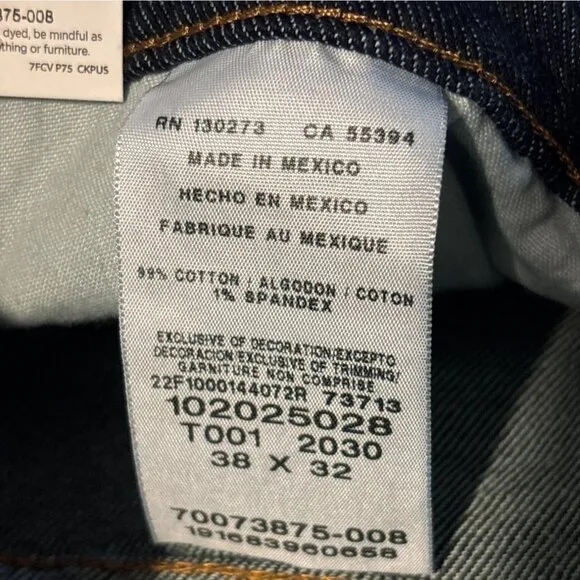 875-008
dyed, be mindful as
thing or furniture.
7FCV P75 CKPUS
RN 130273 CA 55394
MADE IN MEXICO
HECHO EN MEXICO
FABRIQUE AU MEXIQUE
99% COTTON / ALGODON / COTON
1% SPANDEX
EXCLUSIVE OF DECORATION/EXCEPTO
DECORACION EXCLUSIVE OF TRIMMING/
GARNITURE NON COMPRISE
22F1000144072R 73713
102025028
T001 2030
38 X 32
70073875-008
191683960658